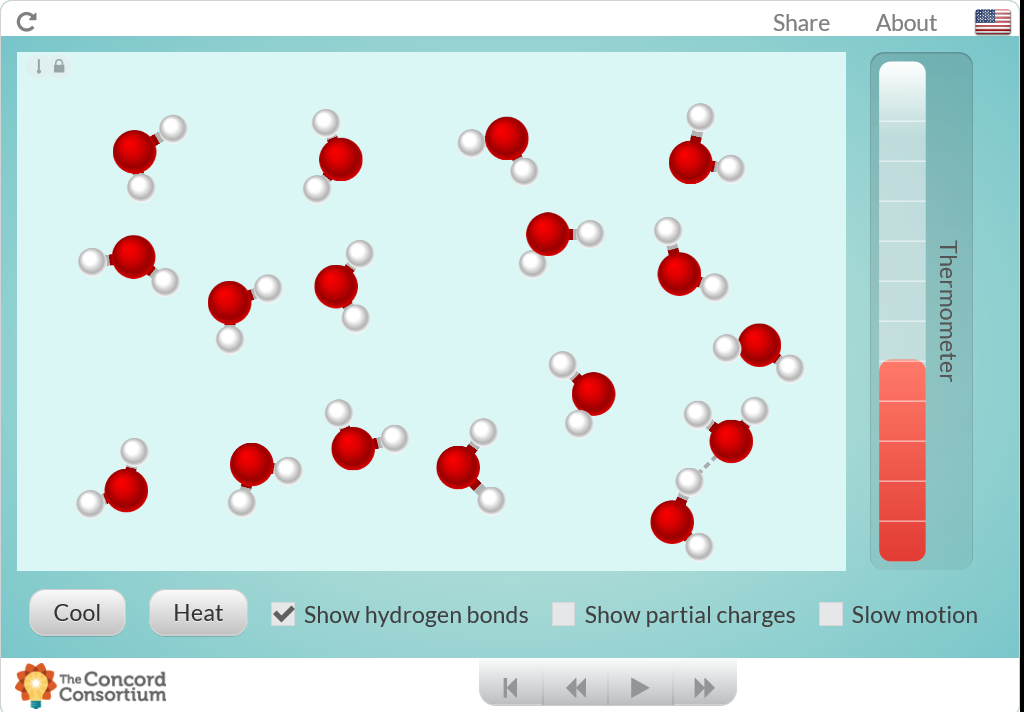 Share About
Thermometer
Cool Heat Show hydrogen bonds Show partial charges Slow motion
The Concord
Consortium